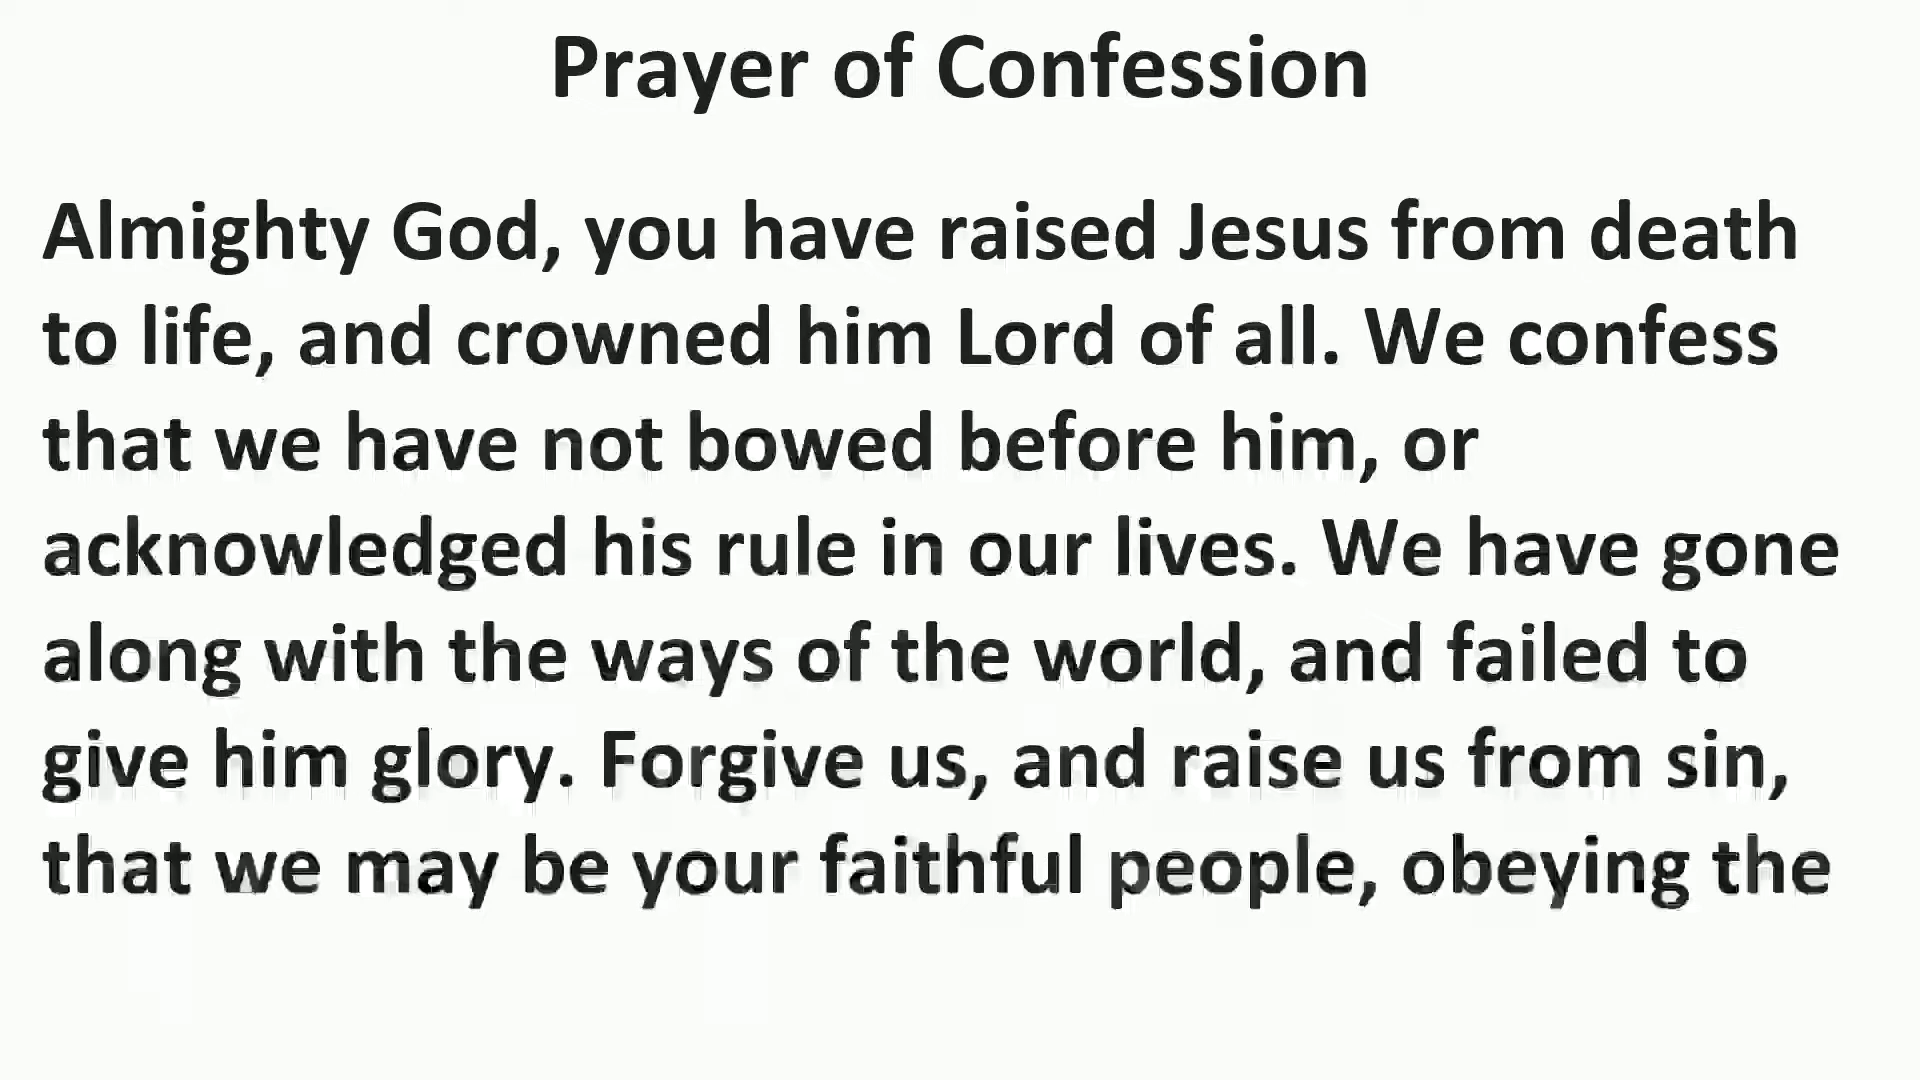 Prayer of Confession
Almighty God, you have raised Jesus from death
to life, and crowned him Lord of all. We confess
that we have not bowed before him, or
acknowledged his rule in our lives. We have gone
along with the ways of the world, and failed to
give him glory. Forgive us, and raise us from sin,
that we may be your faithful people, obeying the